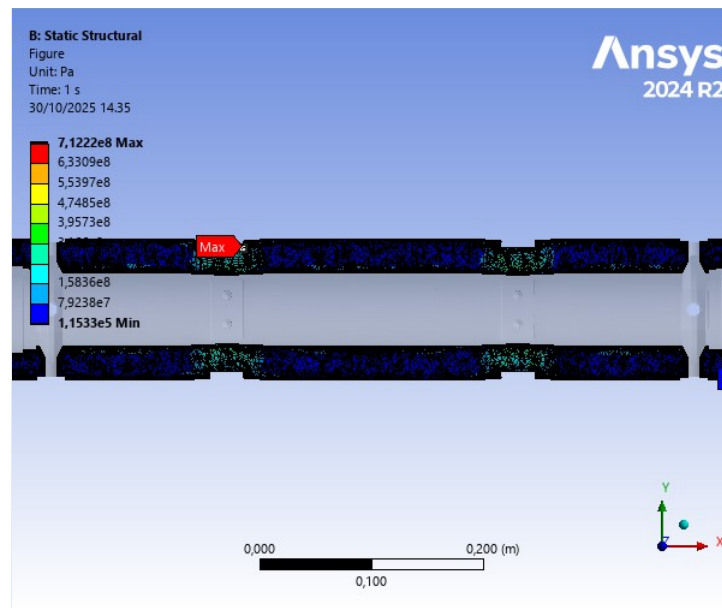 B: Static Structural
Figure
Unit: Pa
Time: 1 s
30/10/2025 14.35
Ansys
2024 R2
7,1222e8 Max
6,3309e8
5,5397e8
4,7485e8
3,9573e8
1,5836e8
7,9238e7
1,1533e5 Min
Max
Y
Z
X
0,000
0,200 (m)
0,100